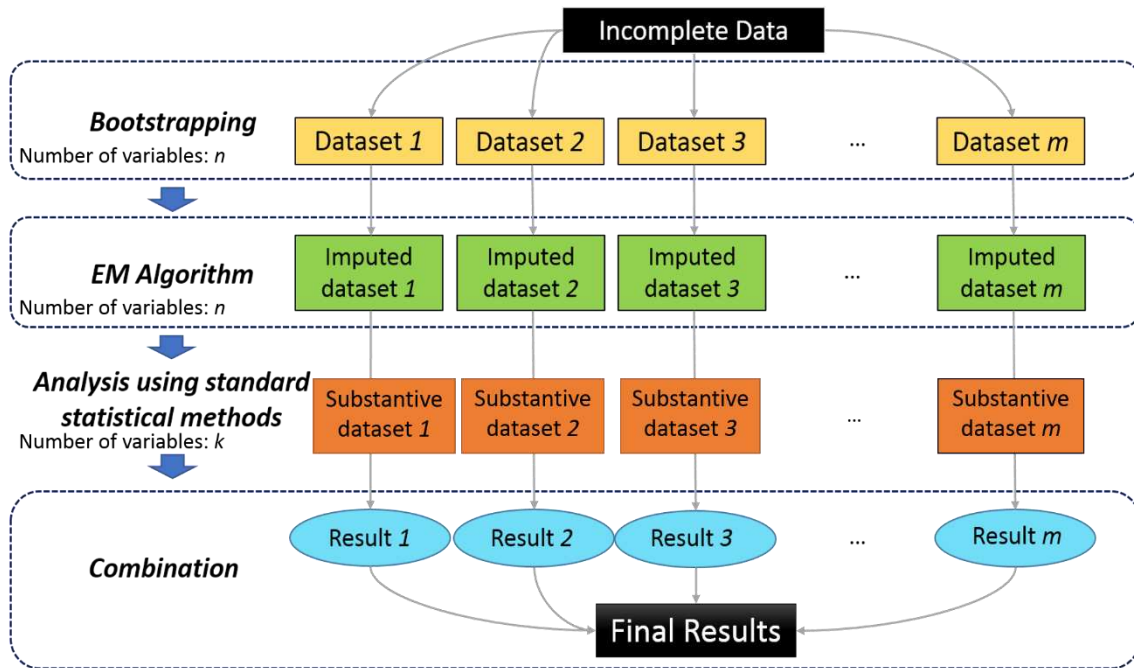 Incomplete Data
Bootstrapping
Number of variables: n
Dataset 1
Dataset 2
Dataset 3
...
Dataset m
EM Algorithm
Number of variables: n
Imputed
dataset 1
Imputed
dataset 2
Imputed
dataset 3
...
Imputed
dataset m
Analysis using standard
statistical methods
Number of variables: k
Substantive
dataset 1
Substantive
dataset 2
Substantive
dataset 3
...
Substantive
dataset m
Combination
Result 1
Result 2
Result 3
...
Result m
Final Results